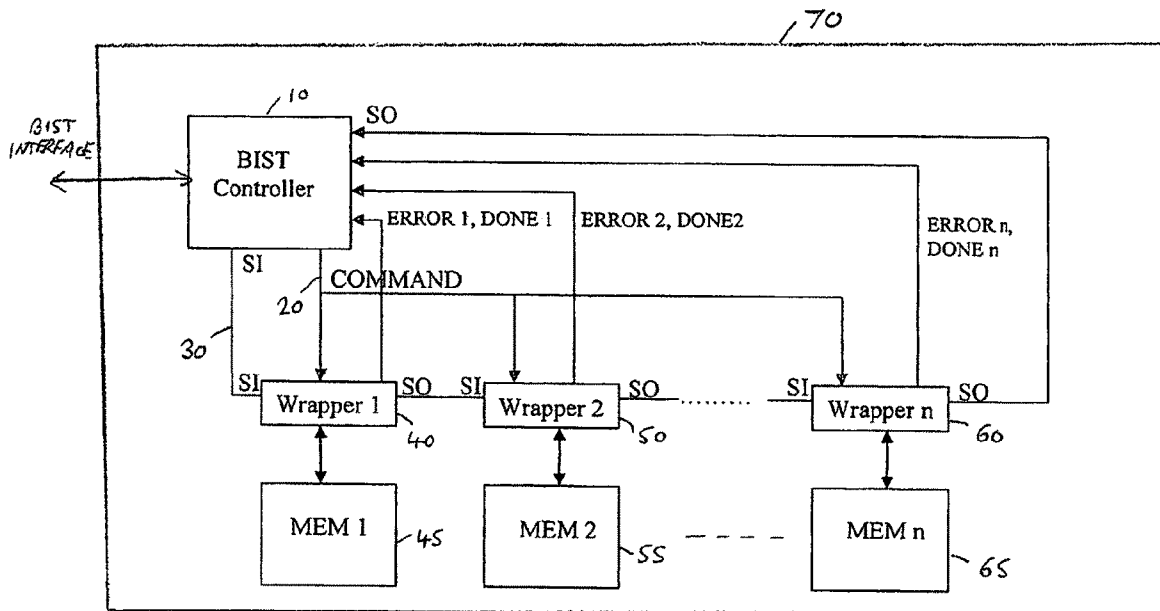 70
10
SO
BIST
INTERFACE
BIST
Controller
ERROR 1, DONE 1
ERROR 2, DONE2
ERROR n,
DONE n
SI
COMMAND
20
30
SI
Wrapper 1
SO
SI
Wrapper 2
SO
.......
SI
Wrapper n
SO
40
50
60
MEM 1
MEM 2
MEM n
45
55
65